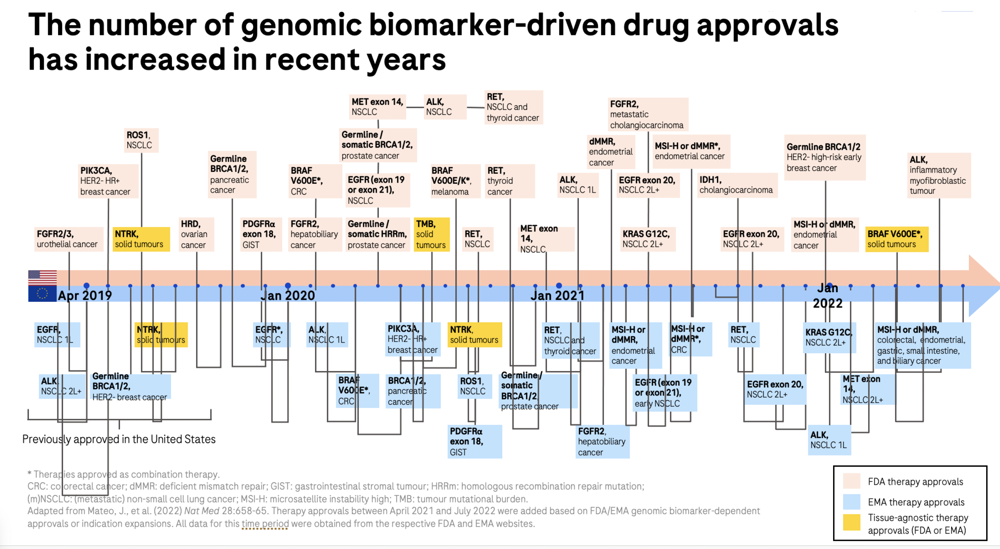 The number of genomic biomarker-driven drug approvals
has increased in recent years
MET exon 14,
NSCLC
ALK,
NSCLC
RET,
NSCLC and
thyroid cancer
FGFR2,
metastatic
cholangiocarcinoma
ROS1,
NSCLC
Germline /
somatic BRCA1/2,
prostate cancer
dMMR,
endometrial
cancer
MSI-H or dMMR*,
endometrial cancer
Germline BRCA1/2
HER2- high-risk early
breast cancer
PIK3CA,
HER2- HR+
breast cancer
Germline
BRCA1/2,
pancreatic
cancer
BRAF
V600E*,
CRC
EGFR (exon 19
or exon 21),
NSCLC
BRAF
V600E/K*,
melanoma
RET,
thyroid
cancer
ALK,
NSCLC 1L
EGFR exon 20,
NSCLC 2L+
IDH1,
cholangiocarcinoma
ALK,
inflammatory
myofibroblastic
tumour
FGFR2/3,
urothelial cancer
NTRK,
solid tumours
HRD,
ovarian
cancer
PDGFRα
exon 18,
GIST
FGFR2,
hepatobiliary
cancer
Germline /
somatic HRRm,
prostate cancer
TMB,
solid
tumours
RET,
NSCLC
MET exon
14,
NSCLC
KRAS G12C,
NSCLC 2L+
EGFR exon 20,
NSCLC 2L+
MSI-H or dMMR,
endometrial
cancer
BRAF V600E*,
solid tumours
Apr 2019
Jan 2020
Jan 2021
Jan
2022
EGFR,
NSCLC 1L
NTRK,
solid tumours
EGFR*,
NSCLC
ALK,
NSCLC 1L
PIKC3A,
HER2- HR+
breast cancer
NTRK,
solid tumours
RET,
NSCLC and
thyroid cancer
MSI-H or
dMMR,
endometrial
cancer
MSI-H or
dMMR*,
CRC
RET,
NSCLC
KRAS G12C,
NSCLC 2L+
MSI-H or dMMR,
colorectal, endometrial,
gastric, small intestine,
and biliary cancer
ALK,
NSCLC 2L+
Germline
BRCA1/2,
HER2- breast cancer
BRAF
V600E*,
CRC
BRCA1/2,
pancreatic
cancer
ROS1,
NSCLC
Germline /
somatic
BRCA1/2,
prostate cancer
EGFR (exon 19
or exon 21),
early NSCLC
EGFR exon 20,
NSCLC 2L+
MET exon
14,
NSCLC 2L+
PDGFRα
exon 18,
GIST
FGFR2,
hepatobiliary
cancer
ALK,
NSCLC 1L
Previously approved in the United States
* Therapies approved as combination therapy.
CRC: colorectal cancer; dMMR: deficient mismatch repair; GIST: gastrointestinal stromal tumour; HRRm: homologous recombination repair mutation;
(m)NSCLC: (metastatic) non-small cell lung cancer; MSI-H: microsatellite instability high; TMB: tumour mutational burden.
Adapted from Mateo, J., et al. (2022) Nat Med 28:658-65. Therapy approvals between April 2021 and July 2022 were added based on FDA/EMA genomic biomarker-dependent
approvals or indication expansions. All data for this time period were obtained from the respective FDA and EMA websites.
FDA therapy approvals
EMA therapy approvals
Tissue-agnostic therapy
approvals (FDA or EMA)